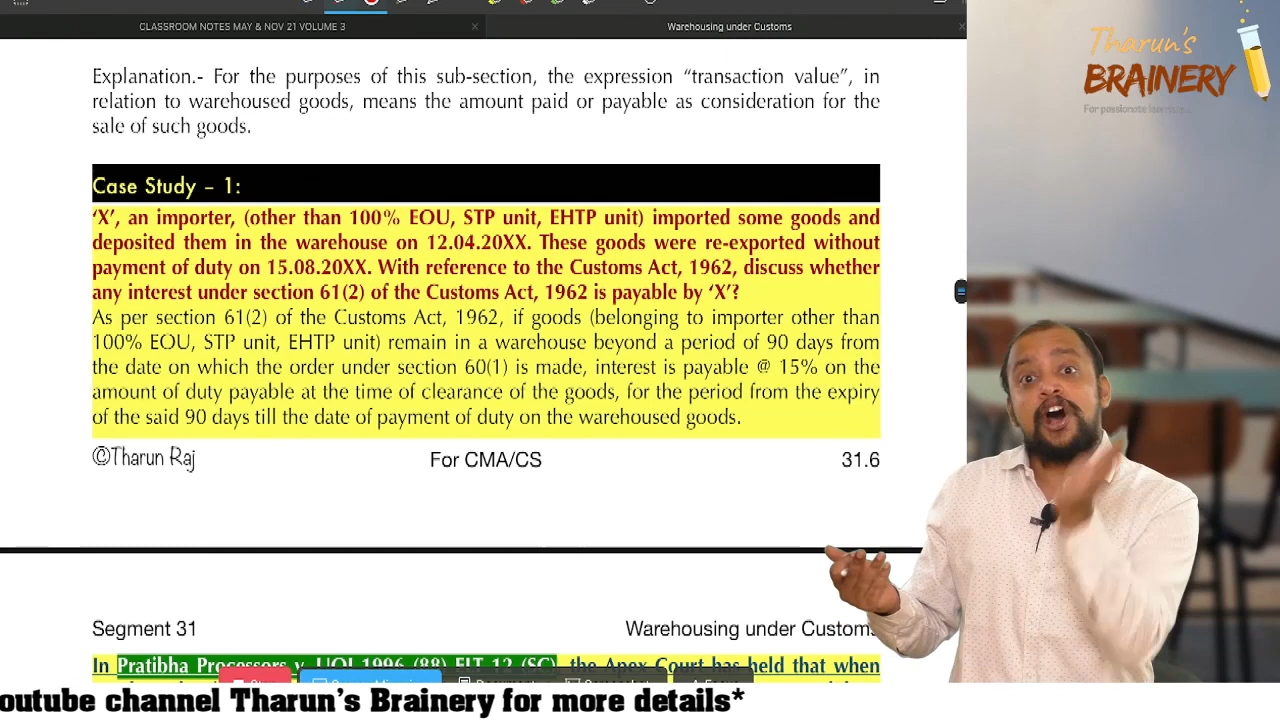 CLASSROOM NOTES MAY & NOV 21 VOLUME 3
Warehousing under Customs
Tharun's
BRAINERY
Explanation.- For the purposes of this sub-section, the expression “transaction value”, in
relation to warehoused goods, means the amount paid or payable as consideration for the
sale of such goods.
Case Study – 1:
‘X’, an importer, (other than 100% EOU, STP unit, EHTP unit) imported some goods and
deposited them in the warehouse on 12.04.20XX. These goods were re-exported without
payment of duty on 15.08.20XX. With reference to the Customs Act, 1962, discuss whether
any interest under section 61(2) of the Customs Act, 1962 is payable by ‘X’?
As per section 61(2) of the Customs Act, 1962, if goods (belonging to importer other than
100% EOU, STP unit, EHTP unit) remain in a warehouse beyond a period of 90 days from
the date on which the order under section 60(1) is made, interest is payable @ 15% on the
amount of duty payable at the time of clearance of the goods, for the period from the expiry
of the said 90 days till the date of payment of duty on the warehoused goods.
©Tharun Raj
For CMA/CS
31.6
Segment 31
Warehousing under Customs
In Pratibha Processors v. UOI 1996 (88) ELT 12 (SC), the Apex Court has held that when
outube channel Tharun's Brainery for more details*